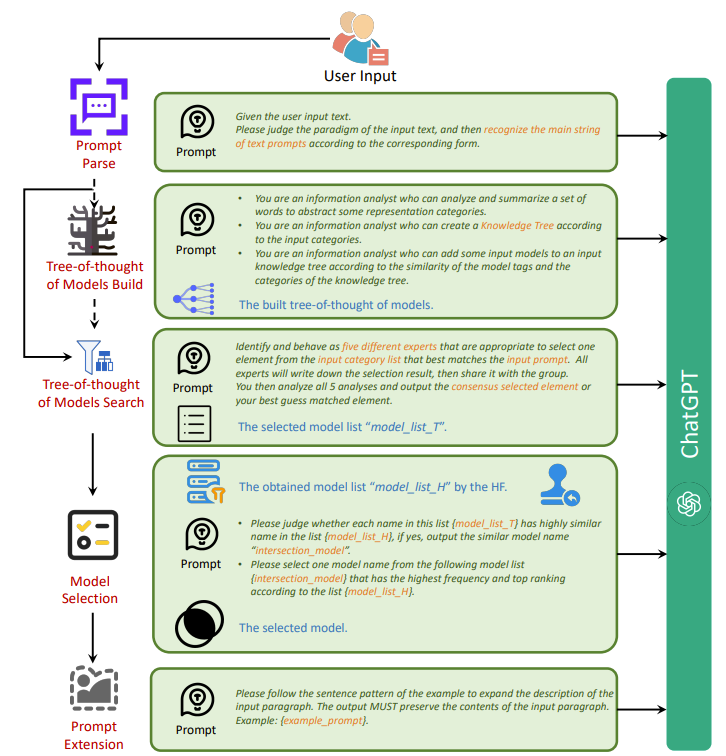 User Input
Prompt
Parse
Prompt
Given the user input text.
Please judge the paradigm of the input text, and then recognize the main string
of text prompts according to the corresponding form.
Tree-of-thought
of Models Build
Prompt
• You are an information analyst who can analyze and summarize a set of
words to abstract some representation categories.
• You are an information analyst who can create a Knowledge Tree according
to the input categories.
• You are an information analyst who can add some input models to an input
knowledge tree according to the similarity of the model tags and the
categories of the knowledge tree.
The built tree-of-thought of models.
Tree-of-thought
of Models Search
Prompt
Identify and behave as five different experts that are appropriate to select one
element from the input category list that best matches the input prompt. All
experts will write down the selection result, then share it with the group.
You then analyze all 5 analyses and output the consensus selected element or
your best guess matched element.
The selected model list “model_list_T”.
Model
Selection
The obtained model list “model_list_H” by the HF.
Prompt
• Please judge whether each name in this list {model_list_T} has highly similar
name in the list {model_list_H}, if yes, output the similar model name
“intersection_model”.
• Please select one model name from the following model list
{intersection_model} that has the highest frequency and top ranking
according to the list {model_list_H}.
The selected model.
Prompt
Extension
Prompt
Please follow the sentence pattern of the example to expand the description of the
input paragraph. The output MUST preserve the contents of the input paragraph.
Example: {example_prompt}.
ChatGPT